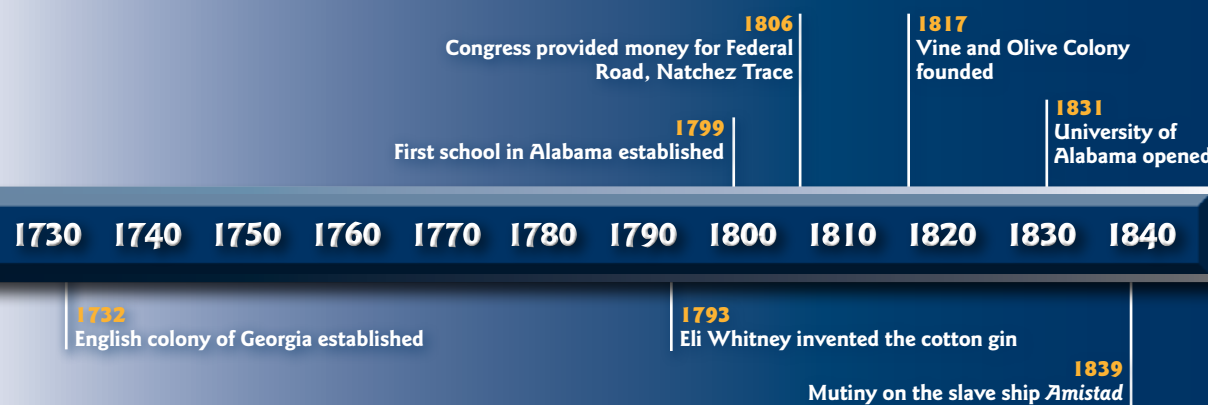 1806
Congress provided money for Federal
Road, Natchez Trace
1817
Vine and Olive Colony
founded
1799
First school in Alabama established
1831
University of
Alabama opened
1730 1740 1750 1760 1770 1780 1790 1800 1810 1820 1830 1840
1732
English colony of Georgia established
1793
Eli Whitney invented the cotton gin
1839
Mutiny on the slave ship Amistad